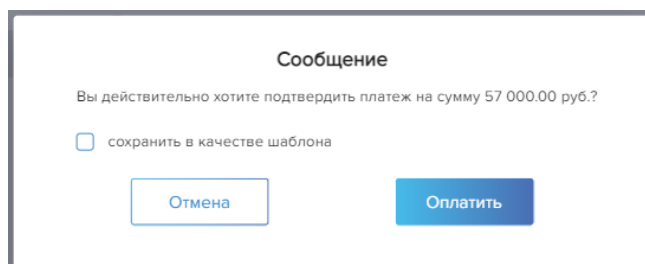 Сообщение
Вы действительно хотите подтвердить платеж на сумму 57 000.00 руб.?
сохранить в качестве шаблона
Отмена
Оплатить